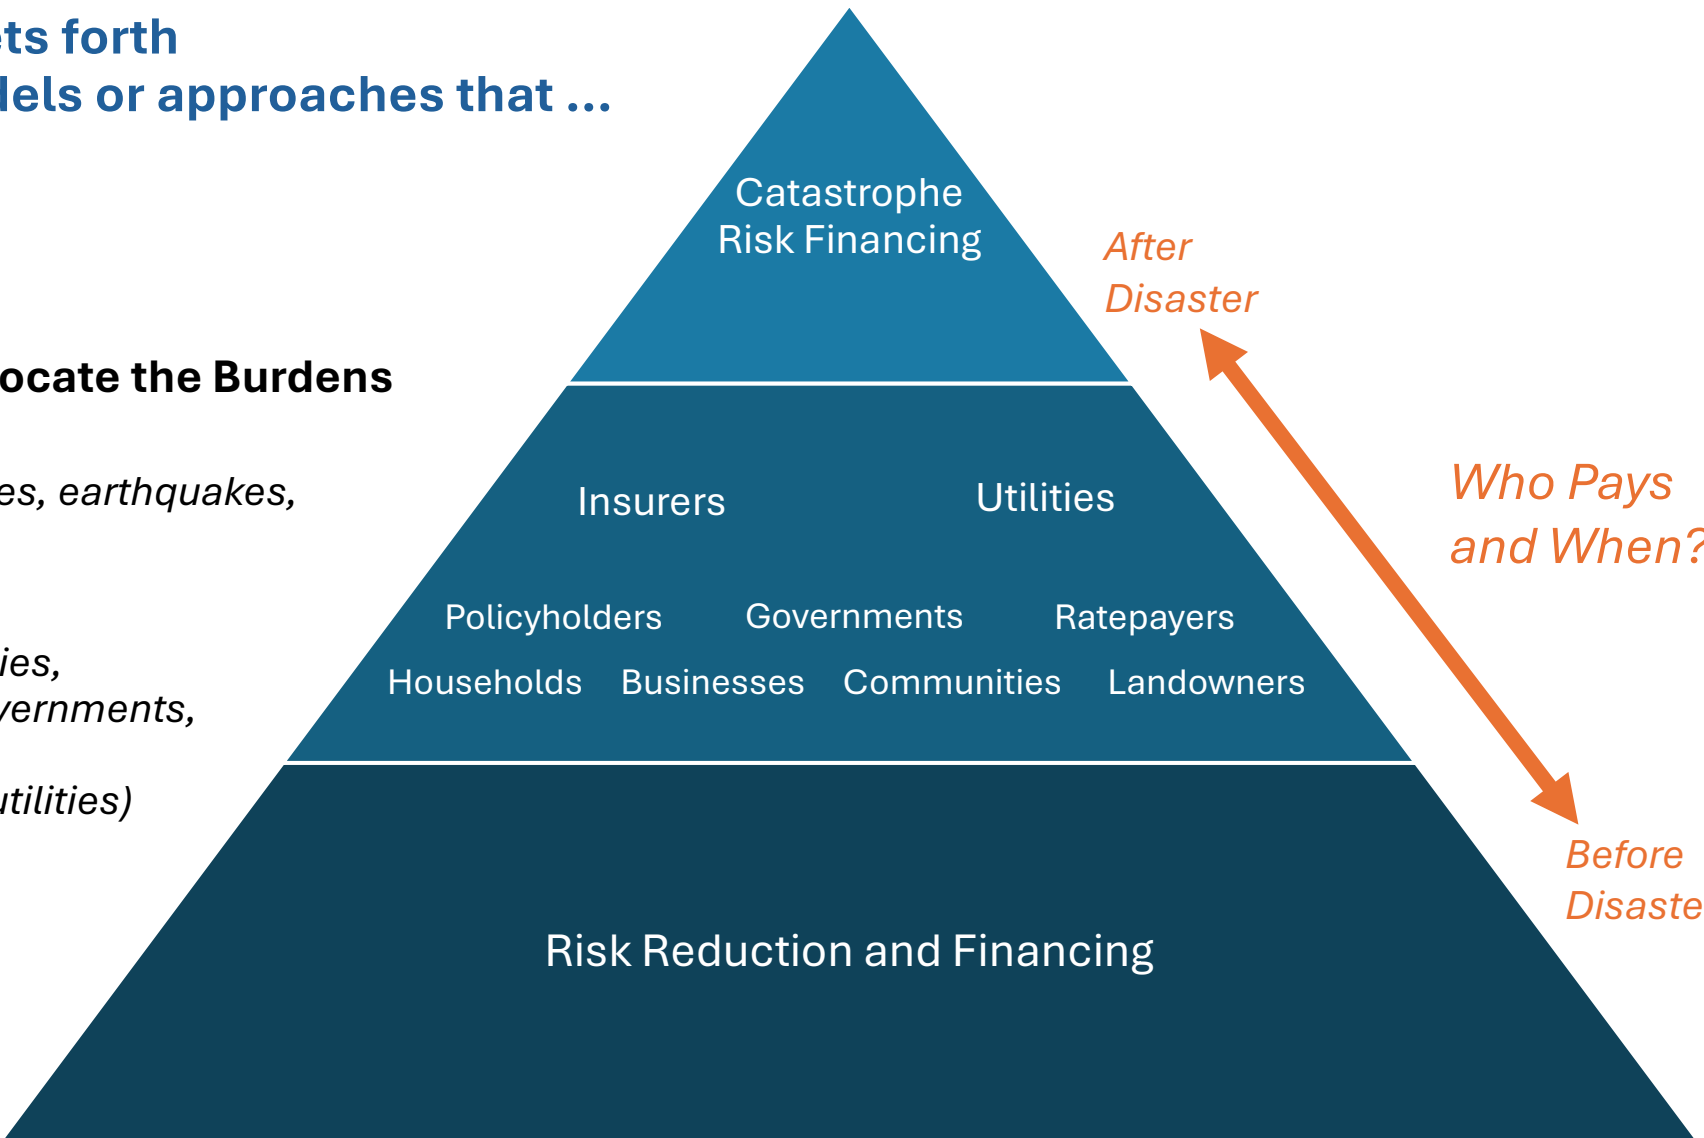 ets forth
dels or approaches that ...
ocate the Burdens
es, earthquakes,
ies,
vernments,
utilities)
Catastrophe
Risk Financing
Insurers
Utilities
Policyholders
Governments
Ratepayers
Households
Businesses
Communities
Landowners
Risk Reduction and Financing
After
Disaster
Who Pays
and When?
Before
Disaste